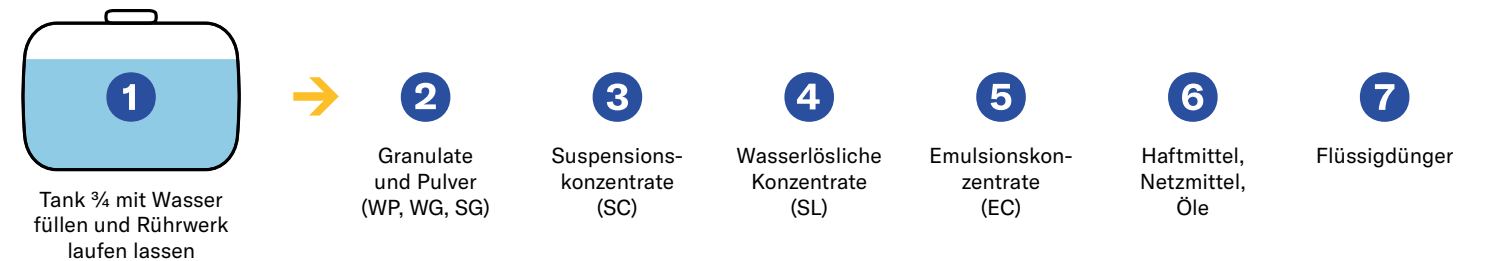 1
Tank ¾ mit Wasser
füllen und Rührwerk
laufen lassen
2
Granulate
und Pulver
(WP, WG, SG)
3
Suspensions-
konzentrate
(SC)
4
Wasserlösliche
Konzentrate
(SL)
5
Emulsionskon-
zentrate
(EC)
6
Haftmittel,
Netzmittel,
Öle
7
Flüssigdünger